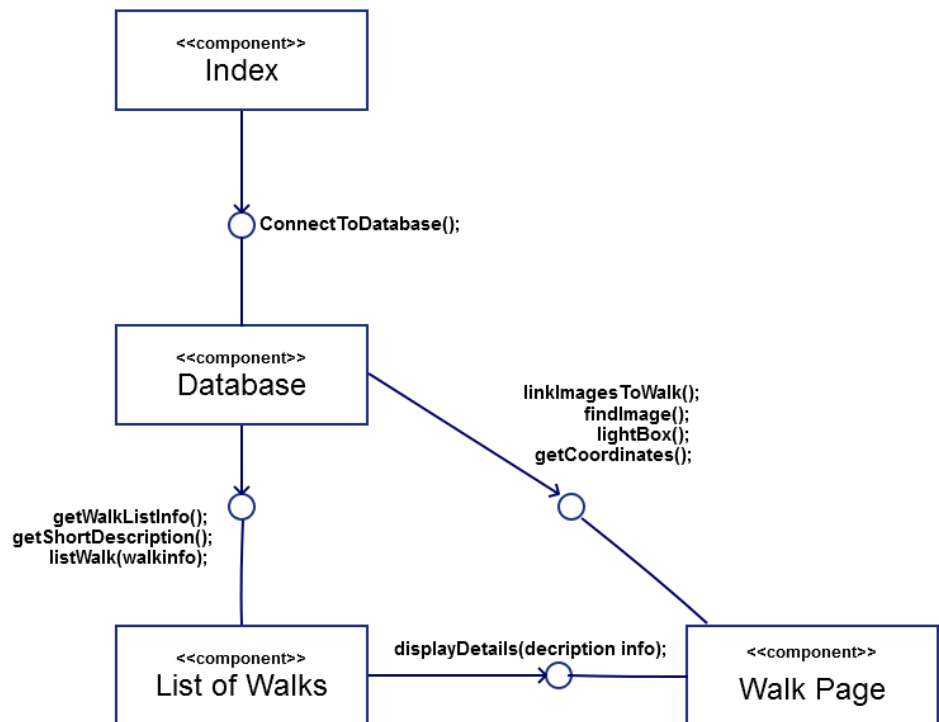 <<component>>
Index
ConnectToDatabase();
<<component>>
Database
linkImagesToWalk();
findImage();
lightBox();
getCoordinates();
getWalkListInfo();
getShortDescription();
listWalk(walkinfo);
displayDetails(decription info);
<<component>>
List of Walks
<<component>>
Walk Page